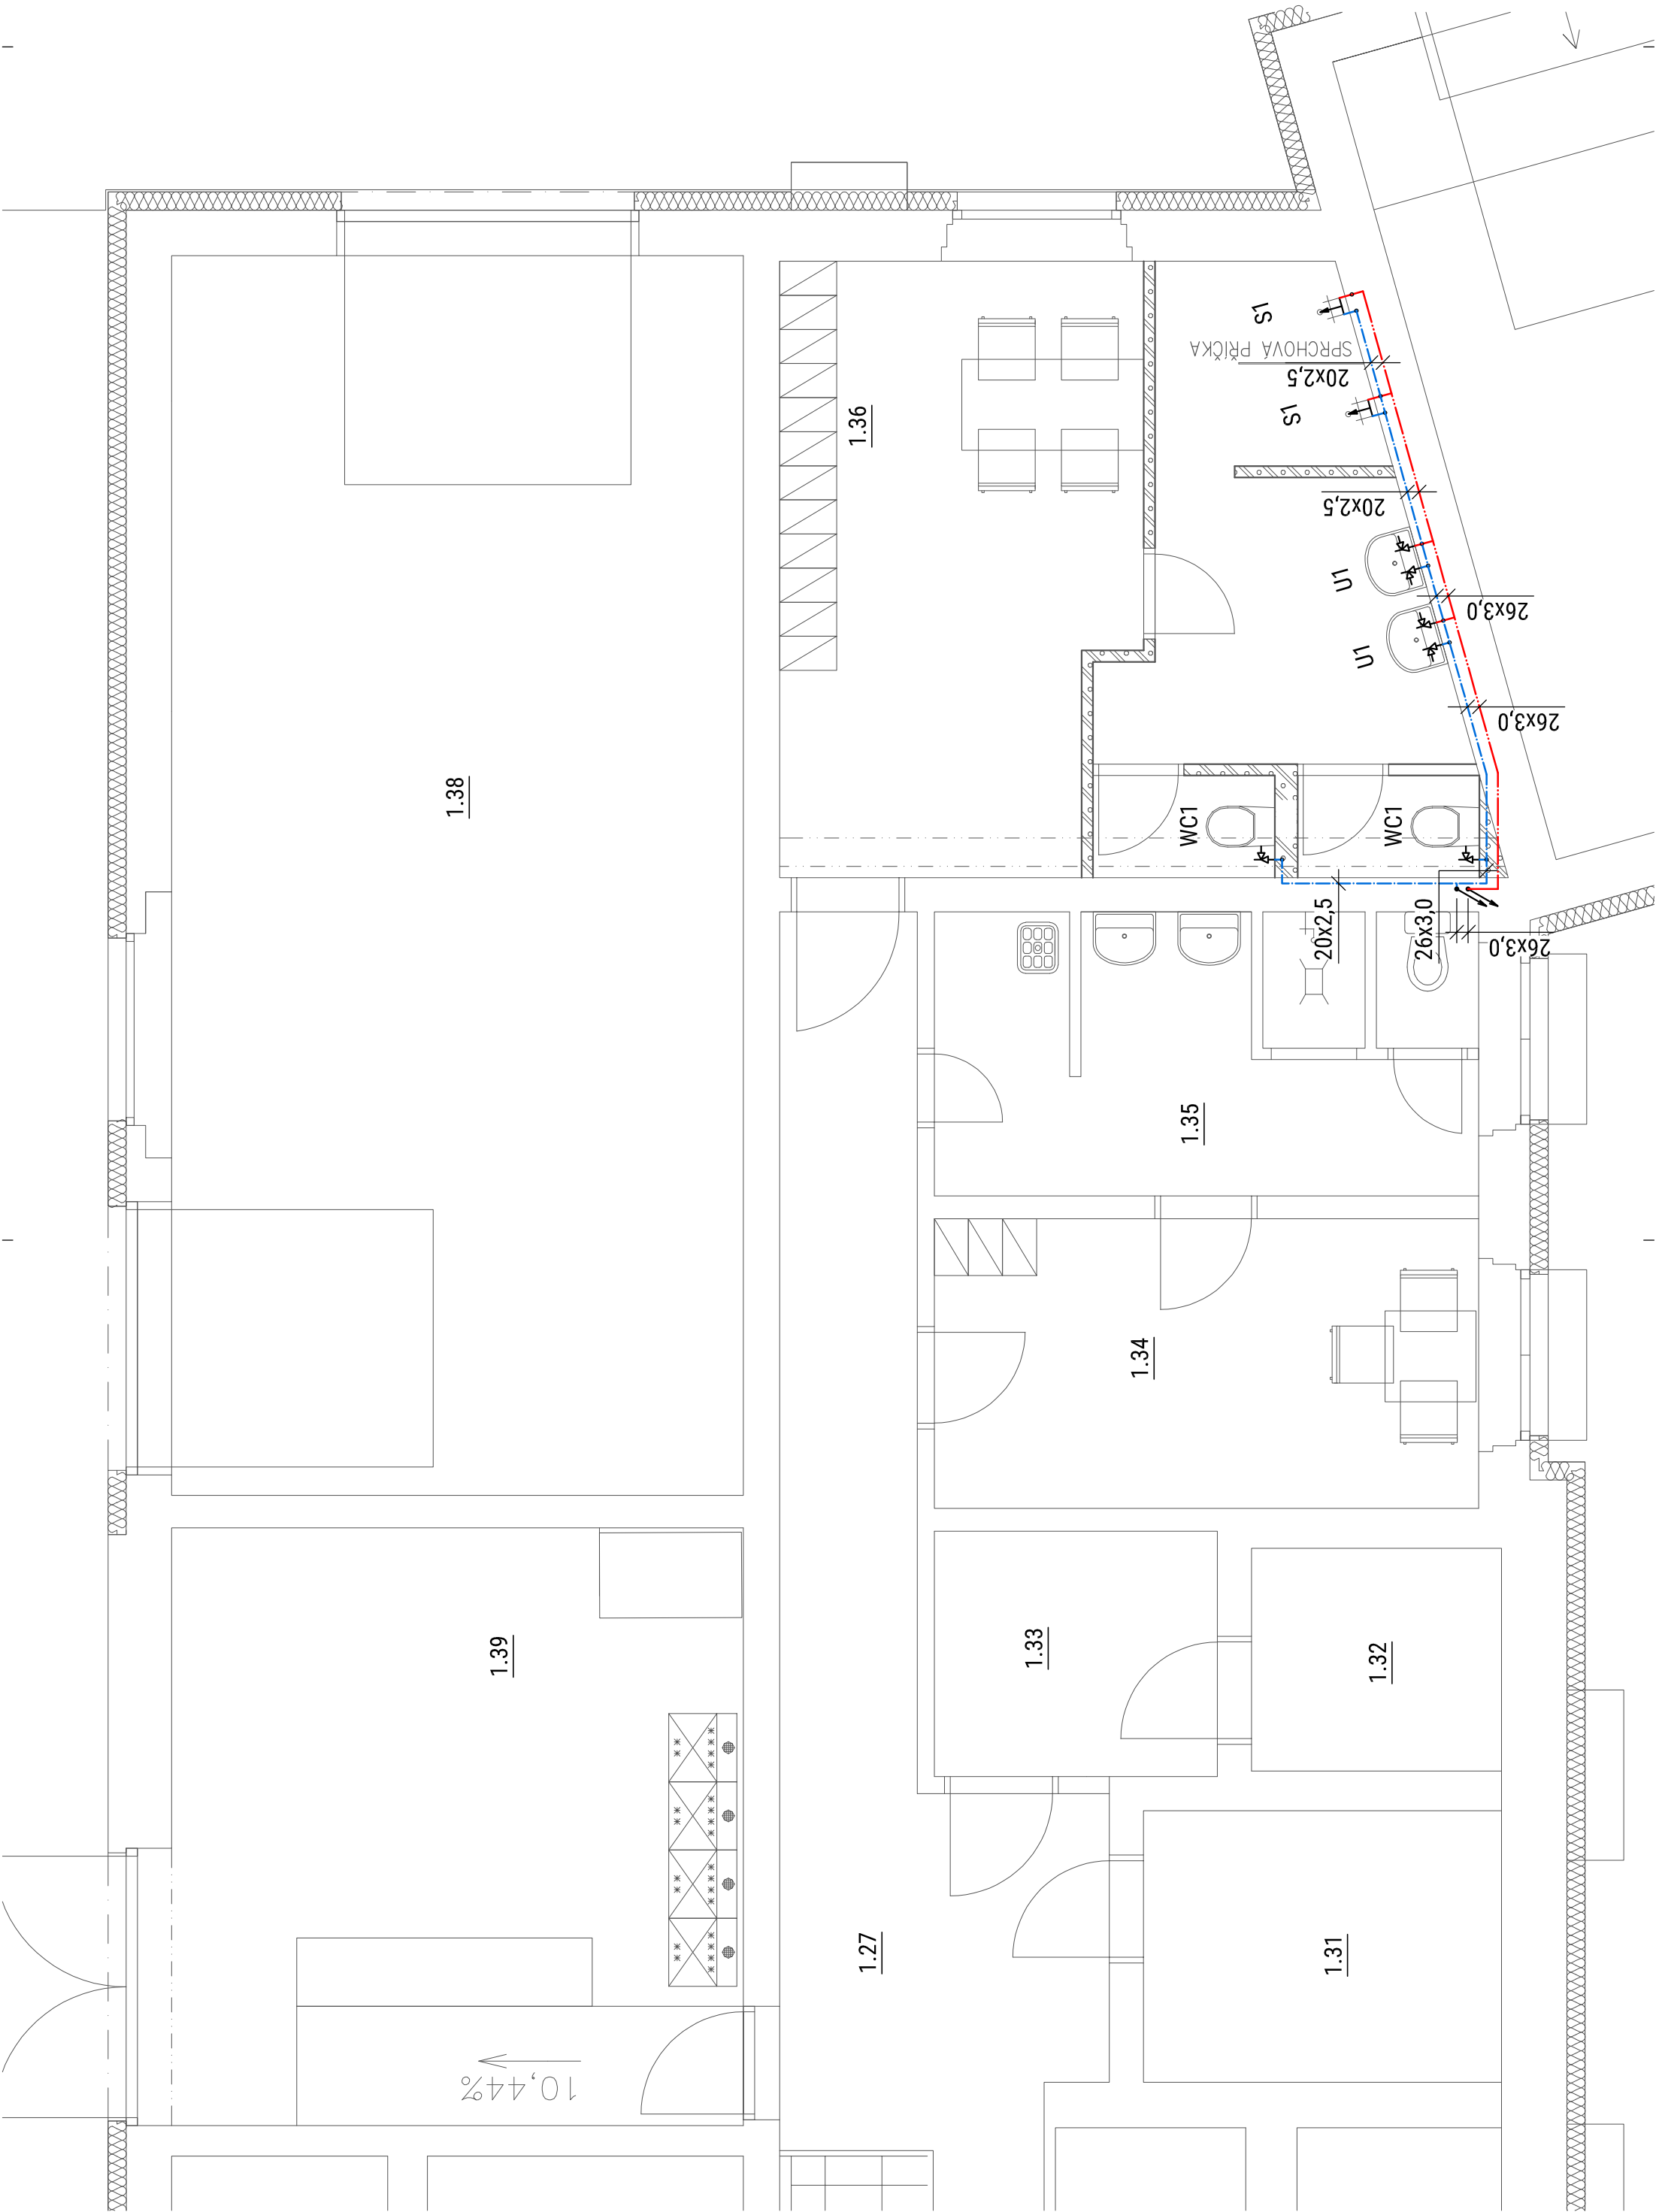 S1
SPRCHOVÁ PŘÍČKA
20x2,5
1.36
S1
20x2,5
U1
26x3,0
U1
26x3,0
1.38
WC1
WC1
20x2,5
26x3,0
26x3,0
1.35
1.34
1.39
1.33
1.32
1.27
1.31
10,44%